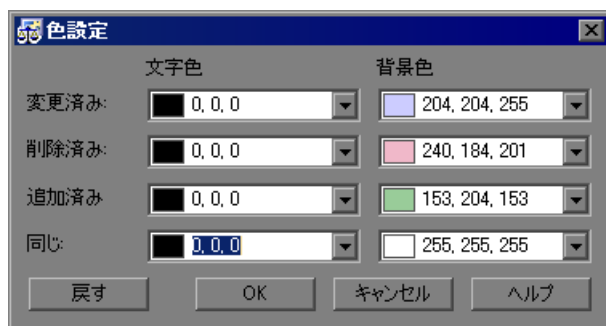 色設定
文字色 背景色
変更済み: 0, 0, 0 204, 204, 255
削除済み: 0, 0, 0 240, 184, 201
追加済み 0, 0, 0 153, 204, 153
同じ: 0, 0, 0 255, 255, 255
戻す OK キャンセル ヘルプ